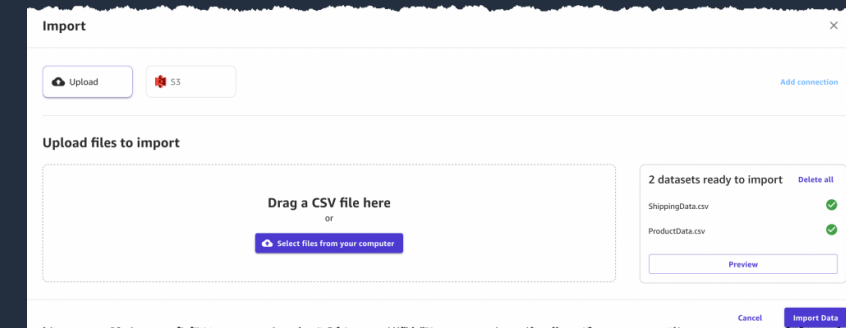 Import
Upload
S3
Add connection
Upload files to import
Drag a CSV file here
or
Select files from your computer
2 datasets ready to import
Delete all
ShippingData.csv
ProductData.csv
Preview
Cancel
Import Data